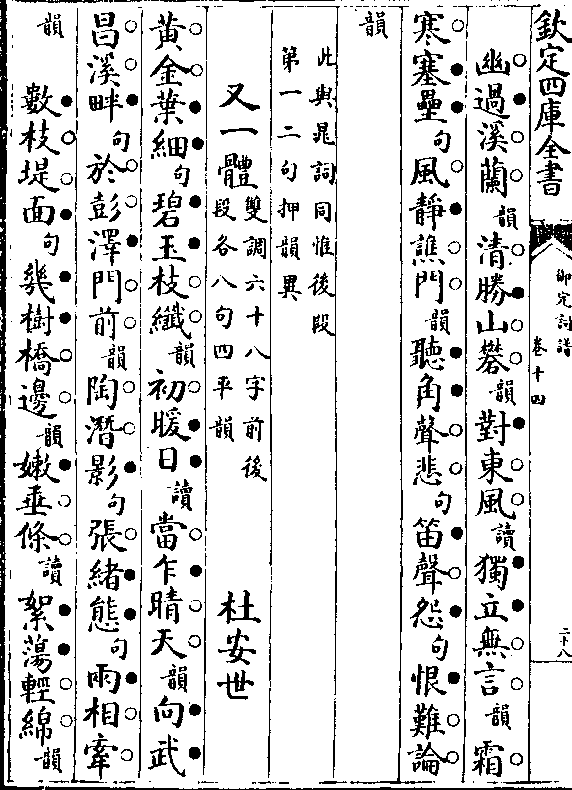 欽定四庫全書
御定詞譜
卷十四
二十八
幽過溪蘭韻清勝山礬韻對東風讀獨立無言韻霜
寒塞壘句風靜譙門韻聽角聲悲句笛聲怨句恨難論
韻
此與晁詞同惟後段
第一二句押韻異
又一體雙調六十八字前後
段各八句四平韻
杜安世
黃金葉細句碧玉枝纖韻初暖日讀當乍晴天韻向武
昌溪畔句於彭澤門前韻陶潛影句張緒態句兩相牽
韻
數枝堤面句幾樹橋邊韻嫩垂條讀絮蕩輕綿韻